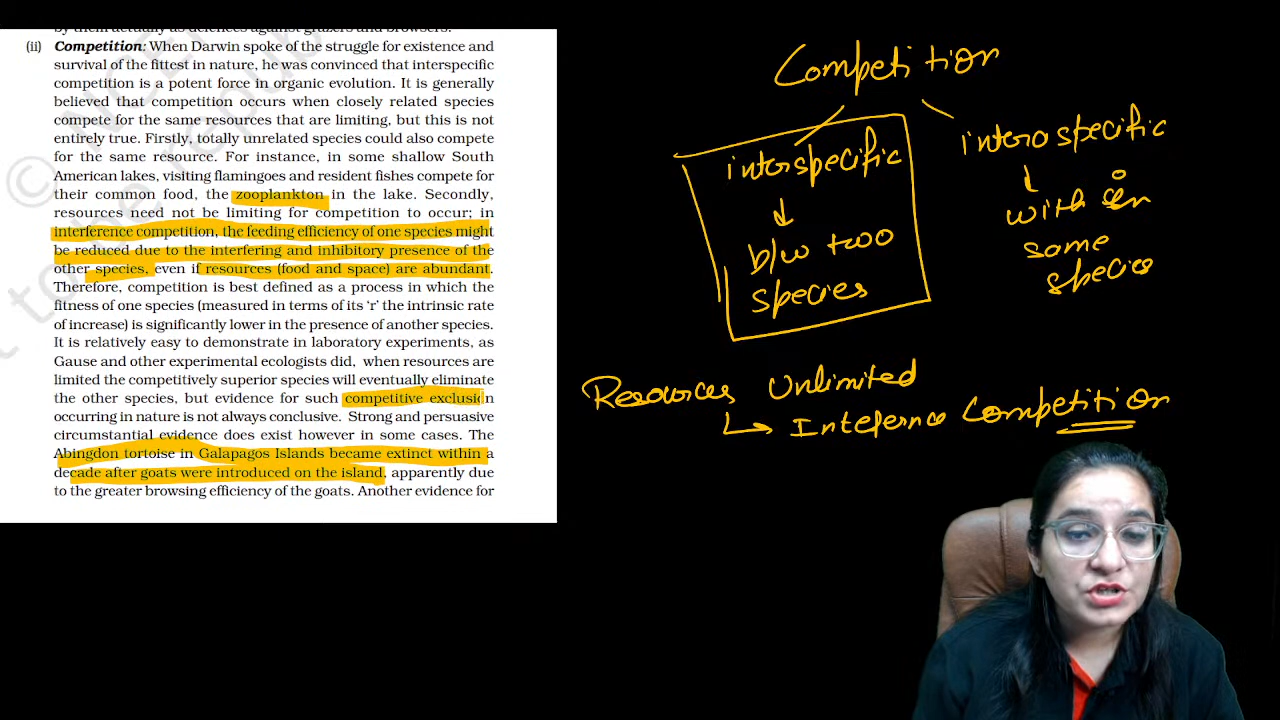 by them actually as defences against grazers and browsers.
(ii) Competition: When Darwin spoke of the struggle for existence and
survival of the fittest in nature, he was convinced that interspecific
competition is a potent force in organic evolution. It is generally
believed that competition occurs when closely related species
compete for the same resources that are limiting, but this is not
entirely true. Firstly, totally unrelated species could also compete
for the same resource. For instance, in some shallow South
American lakes, visiting flamingoes and resident fishes compete for
their common food, the zooplankton in the lake. Secondly,
resources need not be limiting for competition to occur; in
interference competition, the feeding efficiency of one species might
be reduced due to the interfering and inhibitory presence of the
other species, even if resources (food and space) are abundant.
Therefore, competition is best defined as a process in which the
fitness of one species (measured in terms of its ‘r’ the intrinsic rate
of increase) is significantly lower in the presence of another species.
It is relatively easy to demonstrate in laboratory experiments, as
Gause and other experimental ecologists did, when resources are
limited the competitively superior species will eventually eliminate
the other species, but evidence for such competitive exclusion
occurring in nature is not always conclusive. Strong and persuasive
circumstantial evidence does exist however in some cases. The
Abingdon tortoise in Galapagos Islands became extinct within a
decade after goats were introduced on the island, apparently due
to the greater browsing efficiency of the goats. Another evidence for
Competition
interspecific
b/w two
species
same
species
Resources Unlimited
Competition